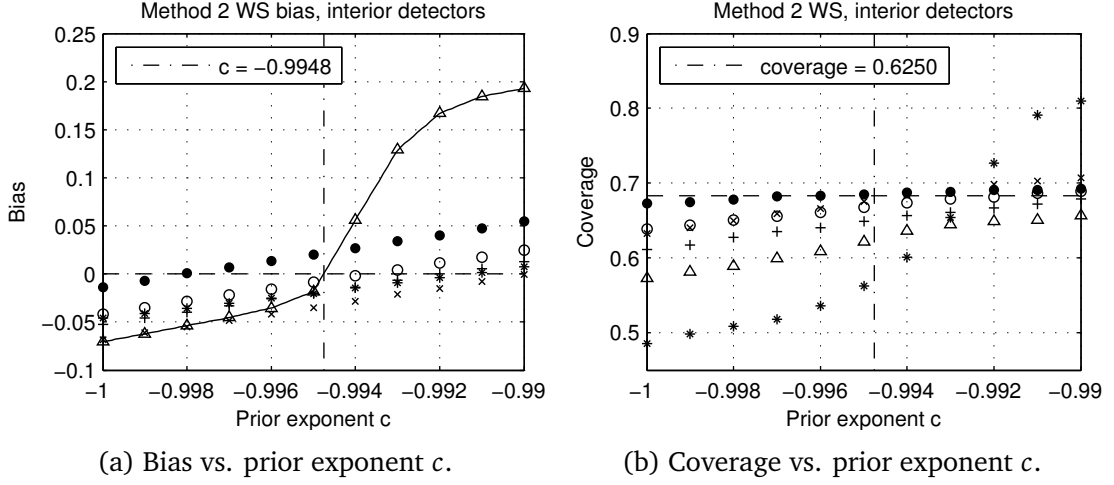 Method 2 WS bias, interior detectors
0.25
0.2
0.15
0.1
0.05
0
−0.05
−0.1
Bias
c = −0.9948
−1
−0.998
−0.996
−0.994
−0.992
−0.99
Prior exponent c
(a) Bias vs. prior exponent c.
Method 2 WS, interior detectors
0.9
0.8
0.7
0.6
0.5
Coverage
coverage = 0.6250
−1
−0.998
−0.996
−0.994
−0.992
−0.99
Prior exponent c
(b) Coverage vs. prior exponent c.